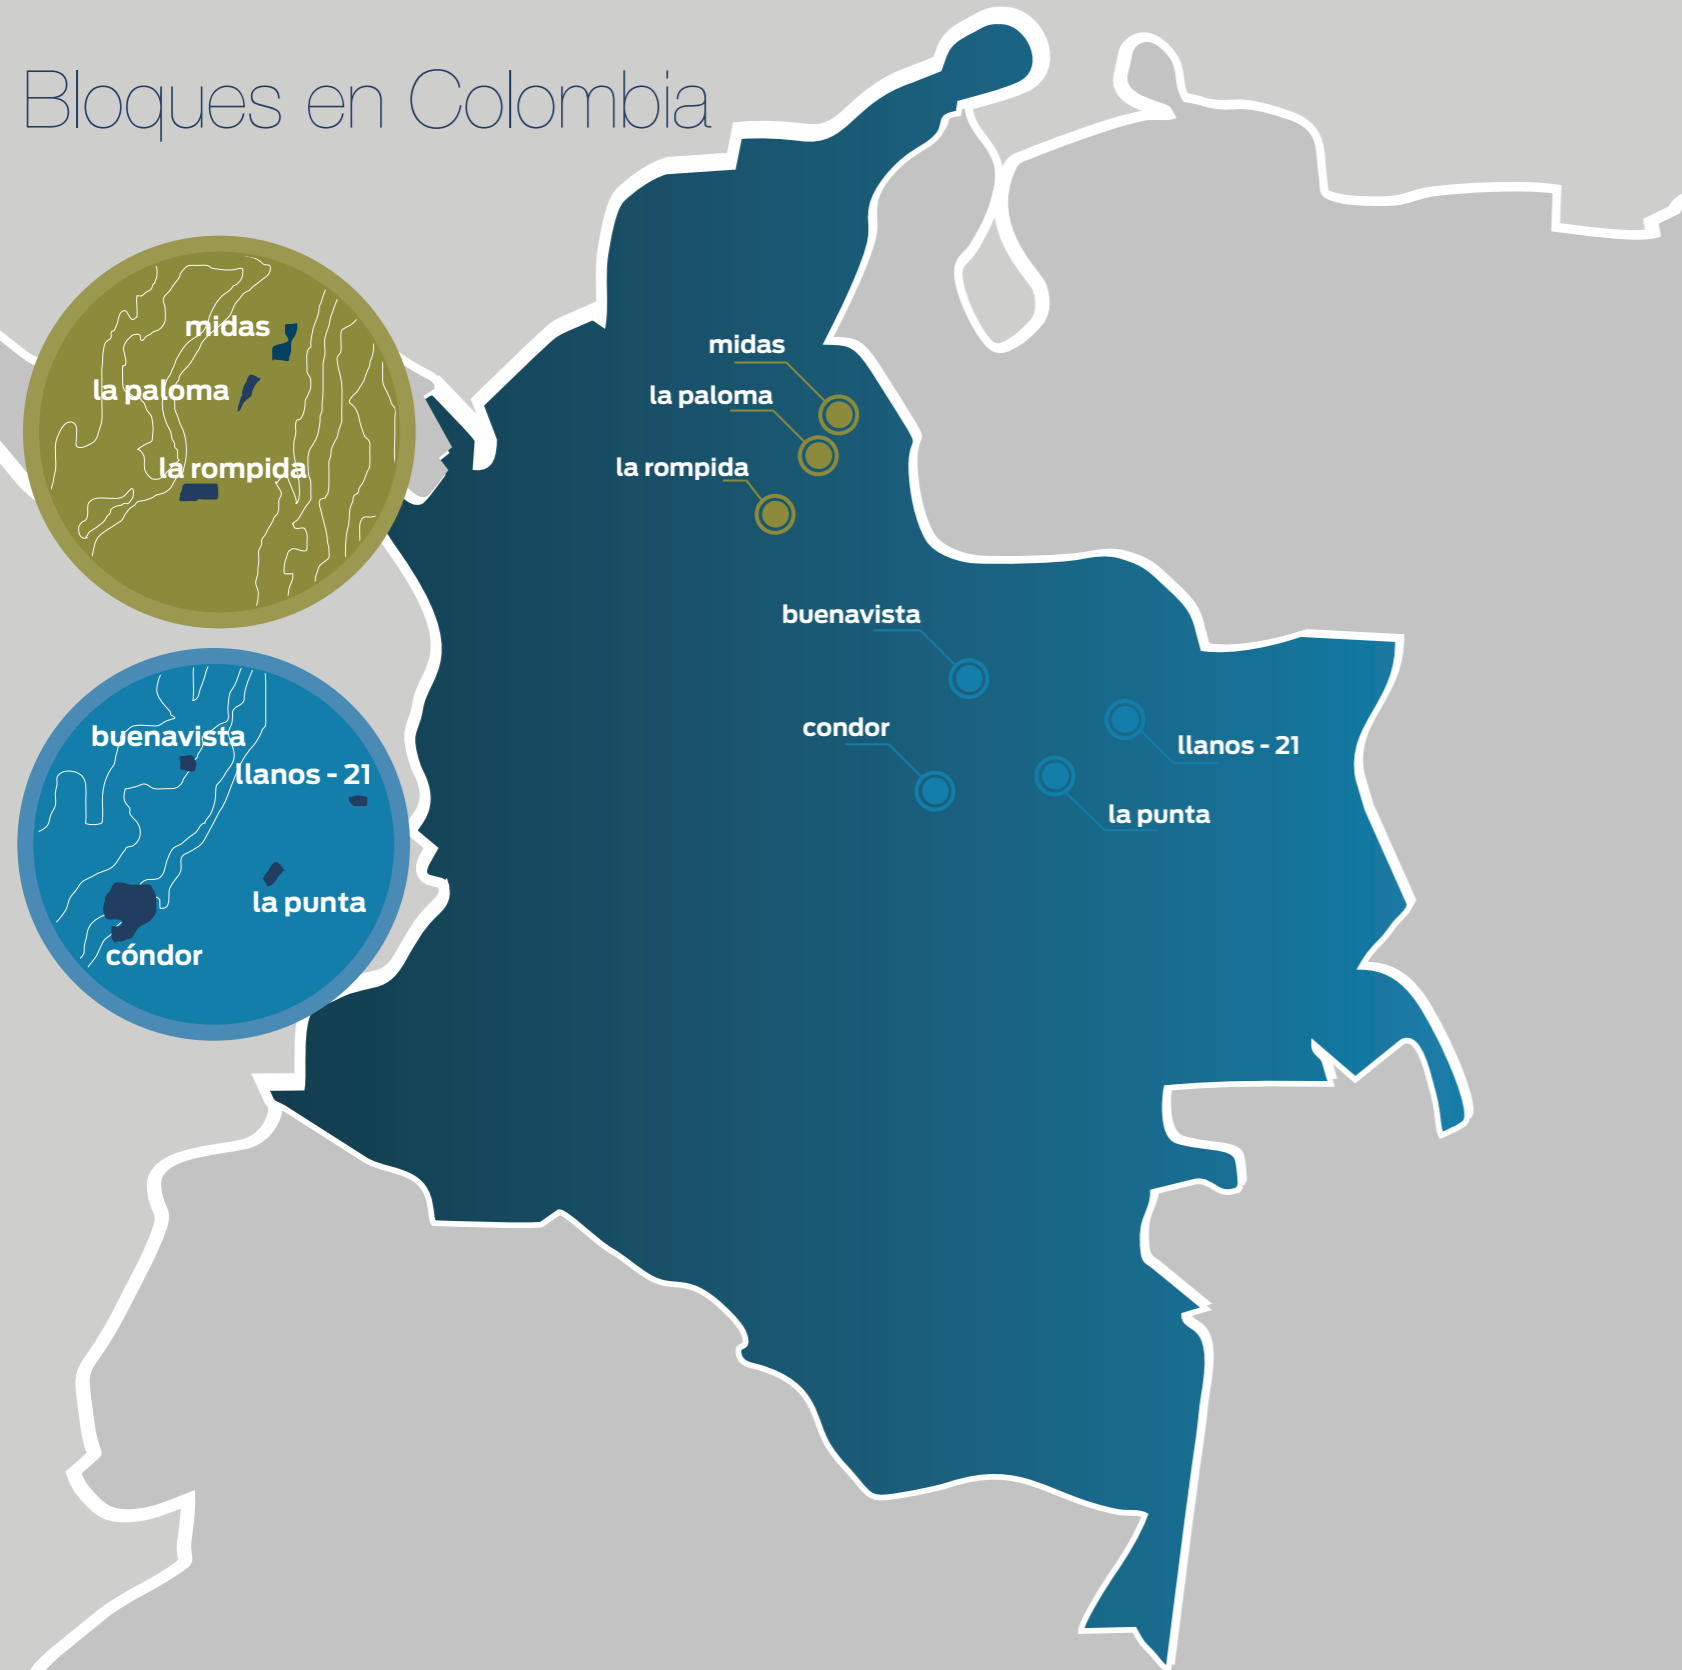 Bloques en Colombia
midas
la paloma
la rompida
buenavista
llanos - 21
la punta
cóndor
midas
la paloma
la rompida
buenavista
condor
llanos - 21
la punta